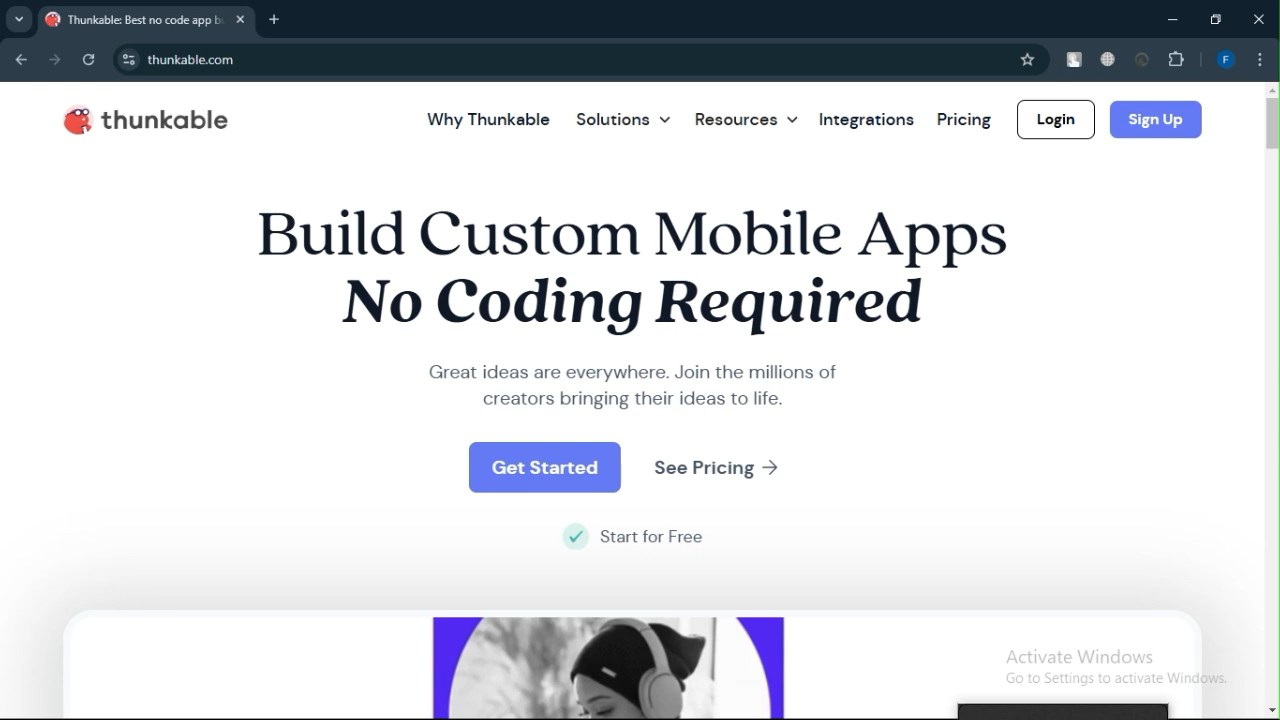 Thunkable: Best no code app bu
thunkable.com
F
thunkable
Why Thunkable
Solutions
Resources
Integrations
Pricing
Login
Sign Up
Build Custom Mobile Apps
No Coding Required
Great ideas are everywhere. Join the millions of
creators bringing their ideas to life.
Get Started
See Pricing
Start for Free
Activate Windows
Go to Settings to activate Windows.